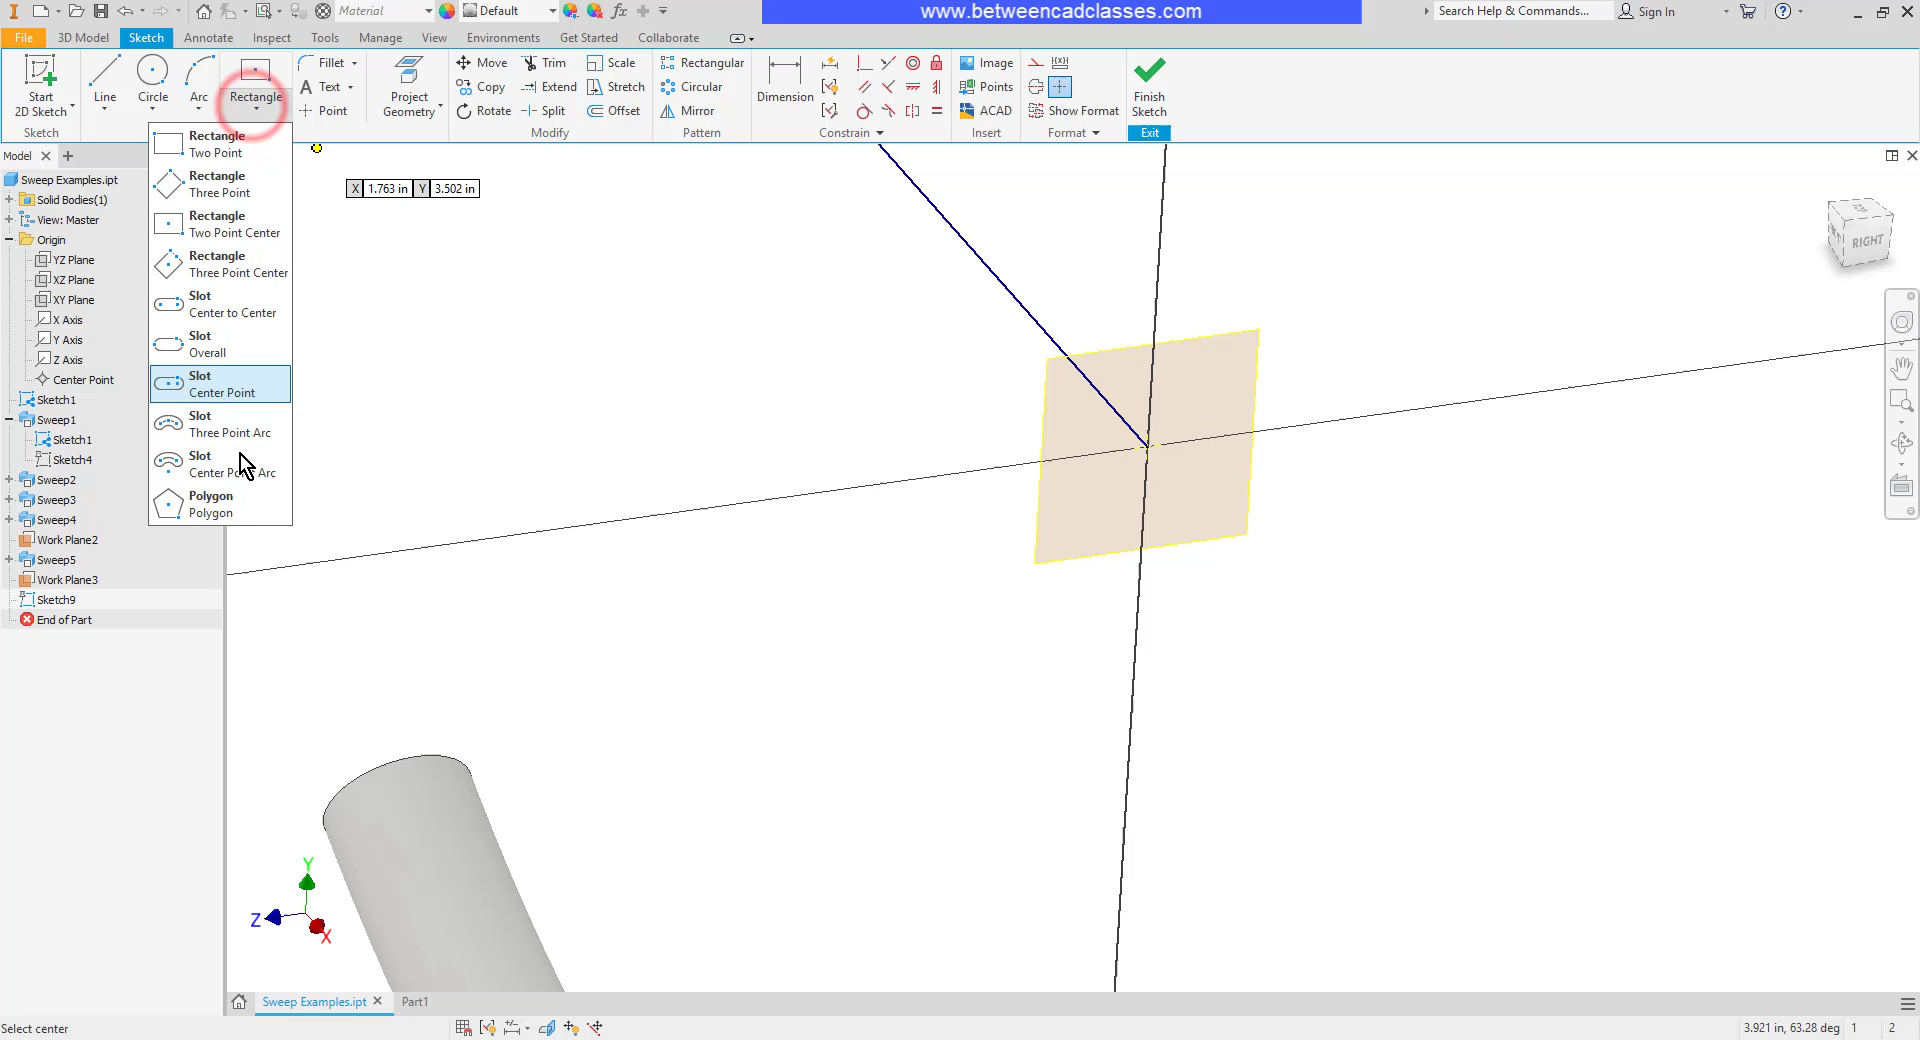 Material
Default
www.betweencadclasses.com
Search Help & Commands...
Sign In
File
3D Model
Sketch
Annotate
Inspect
Tools
Manage
View
Environments
Get Started
Collaborate
Start
2D Sketch
Line
Circle
Arc
Rectangle
Fillet
Text
Point
Project
Geometry
Move
Copy
Rotate
Trim
Extend
Split
Scale
Stretch
Offset
Rectangular
Circular
Mirror
Dimension
Image
Points
ACAD
Show Format
Finish
Sketch
Sketch
Modify
Pattern
Constrain
Insert
Format
Exit
Model
Sweep Examples.ipt
Solid Bodies(1)
View: Master
Origin
YZ Plane
XZ Plane
XY Plane
X Axis
Y Axis
Z Axis
Center Point
Sketch1
Sweep1
Sketch1
Sketch4
Sweep2
Sweep3
Sweep4
Work Plane2
Sweep5
Work Plane3
Sketch9
End of Part
Rectangle
Two Point
Rectangle
Three Point
Rectangle
Two Point Center
Rectangle
Three Point Center
Slot
Center to Center
Slot
Overall
Slot
Center Point
Slot
Three Point Arc
Slot
Center Point Arc
Polygon
Polygon
X 1.763 in Y 3.502 in
TOP
RIGHT
Y
Z
X
Sweep Examples.ipt
Part1
Select center
3.921 in, 63.28 deg 1 2